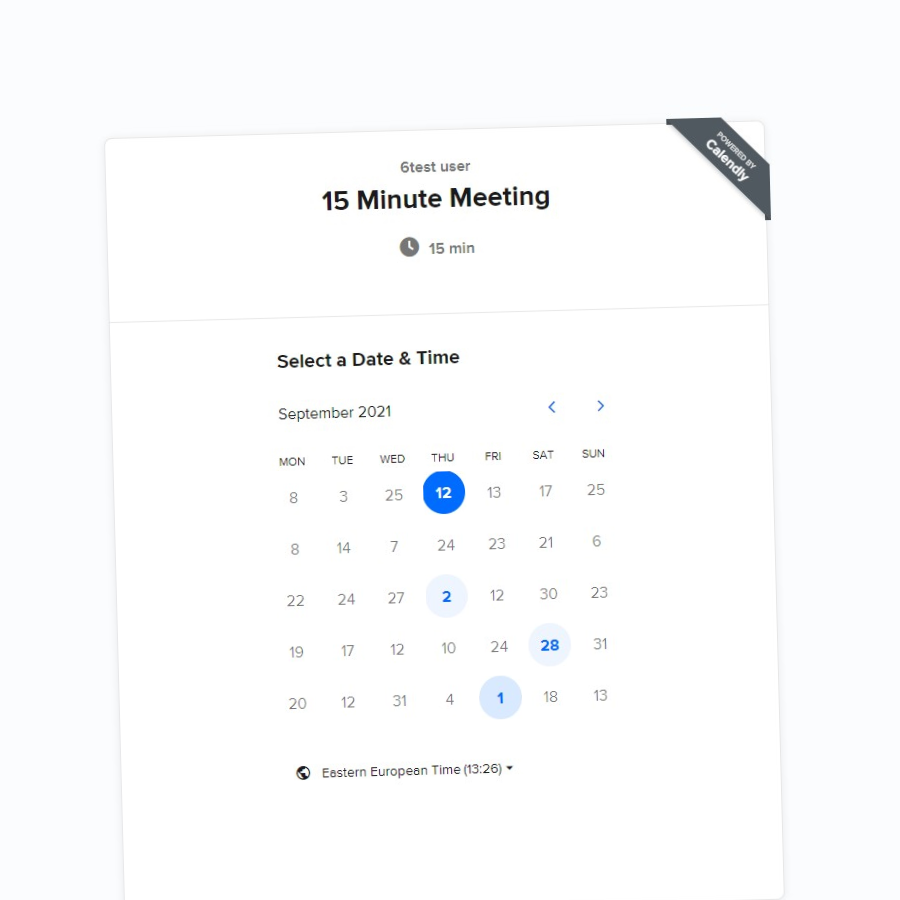 POWERED BY
Calendly
6test user
15 Minute Meeting
15 min
Select a Date & Time
September 2021
MON TUE WED THU FRI SAT SUN
8 3 25 12 13 17 25
8 14 7 24 23 21 6
22 24 27 2 12 30 23
19 17 12 10 24 28 31
20 12 31 4 1 18 13
Eastern European Time (13:26)